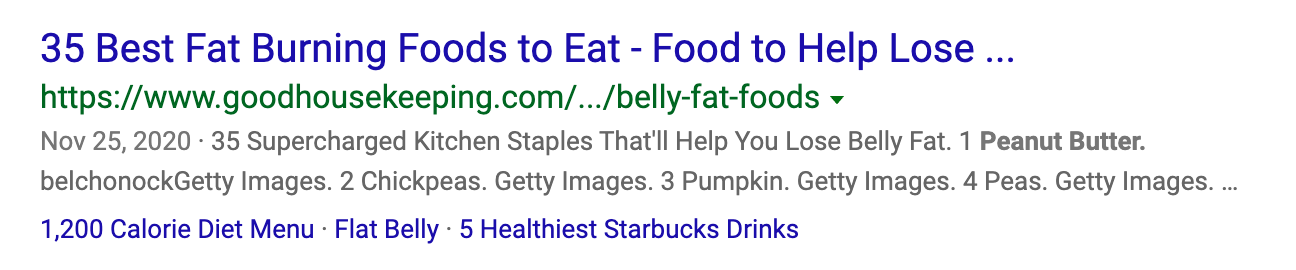 35 Best Fat Burning Foods to Eat - Food to Help Lose ...
https://www.goodhousekeeping.com/.../belly-fat-foods
Nov 25, 2020 · 35 Supercharged Kitchen Staples That'll Help You Lose Belly Fat. 1 Peanut Butter.
belchonockGetty Images. 2 Chickpeas. Getty Images. 3 Pumpkin. Getty Images. 4 Peas. Getty Images. ...
1,200 Calorie Diet Menu · Flat Belly · 5 Healthiest Starbucks Drinks